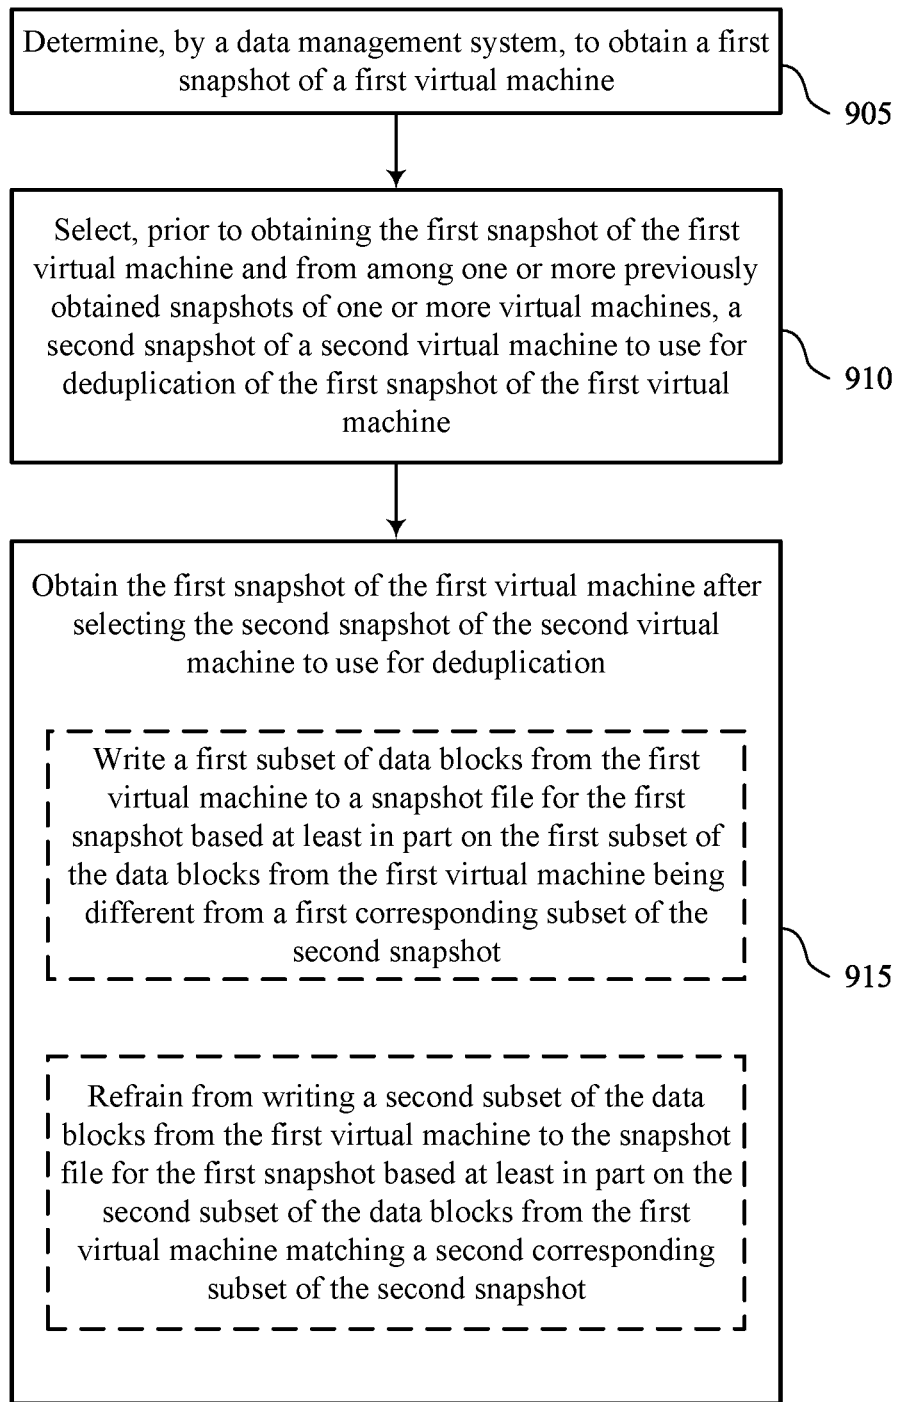 Determine, by a data management system, to obtain a first
snapshot of a first virtual machine
905
Select, prior to obtaining the first snapshot of the first
virtual machine and from among one or more previously
obtained snapshots of one or more virtual machines, a
second snapshot of a second virtual machine to use for
deduplication of the first snapshot of the first virtual
machine
910
Obtain the first snapshot of the first virtual machine after
selecting the second snapshot of the second virtual
machine to use for deduplication
Write a first subset of data blocks from the first
virtual machine to a snapshot file for the first
snapshot based at least in part on the first subset of
the data blocks from the first virtual machine being
different from a first corresponding subset of the
second snapshot
915
Refrain from writing a second subset of the data
blocks from the first virtual machine to the snapshot
file for the first snapshot based at least in part on the
second subset of the data blocks from the first
virtual machine matching a second corresponding
subset of the second snapshot